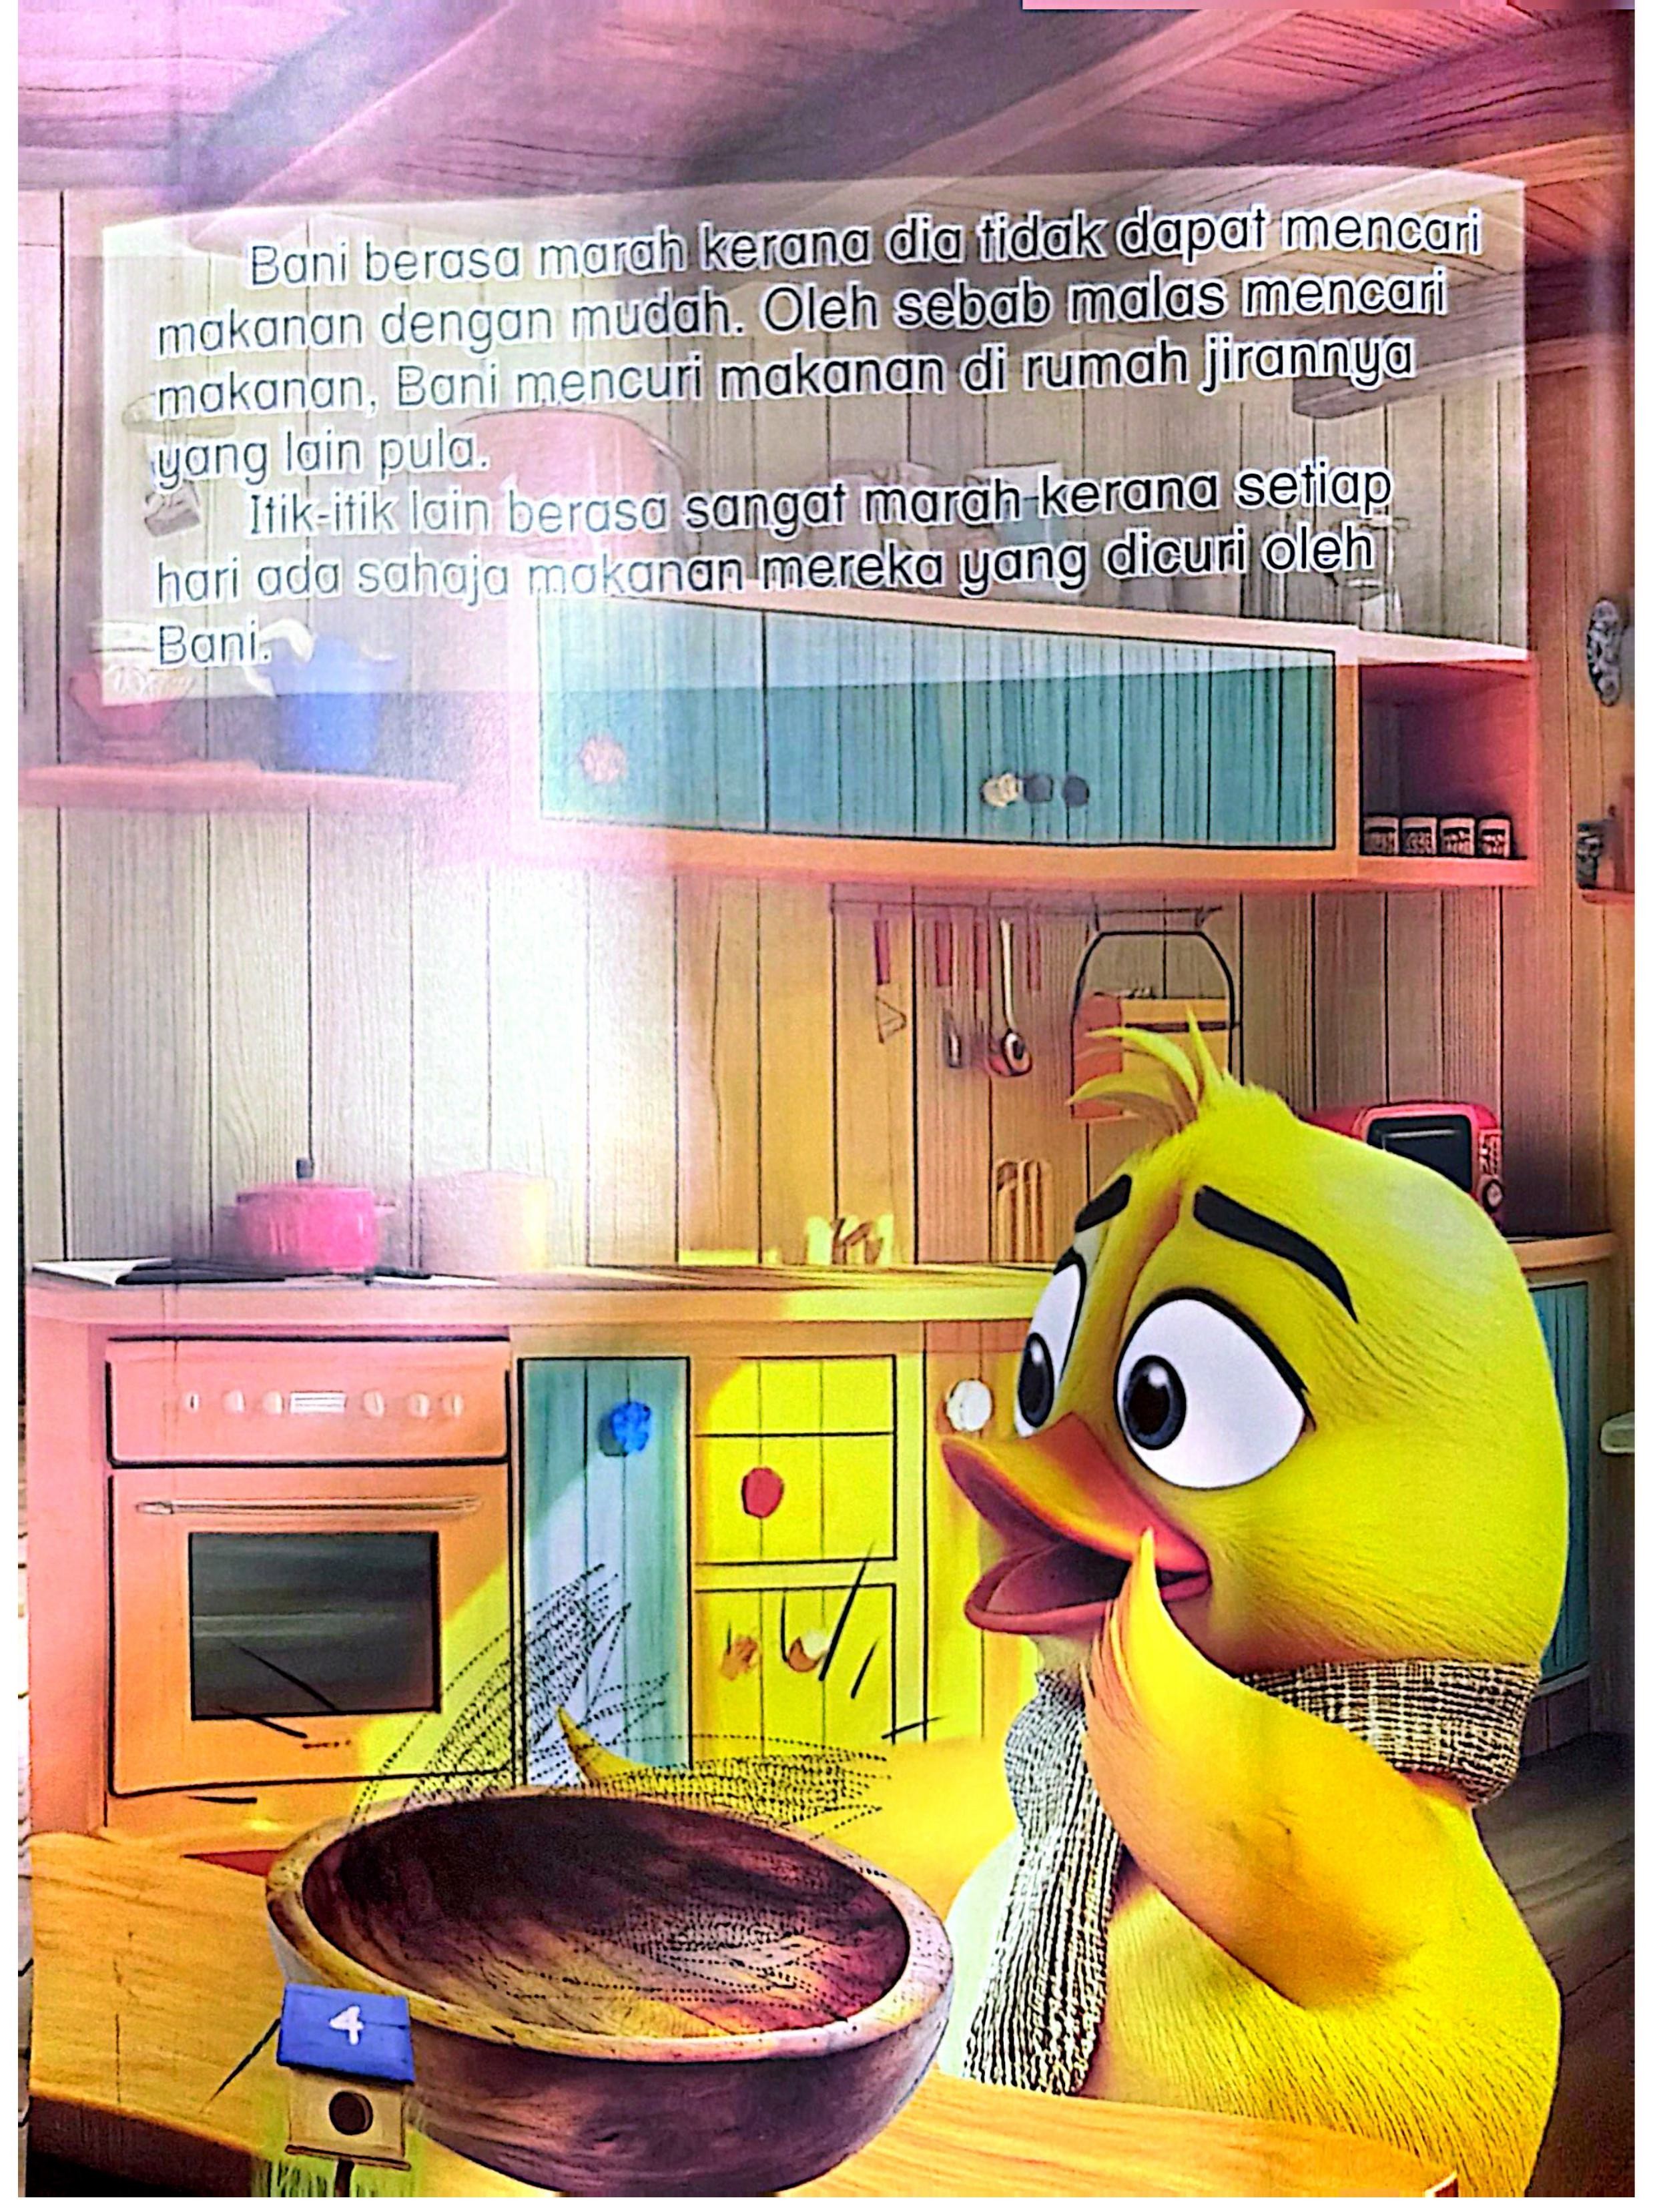 Bani berasa marah kerana dia tidak dapat mencari
makanan dengan mudah. Oleh sebab malas mencari
makanan, Bani mencuri makanan di rumah jirannya
yang lain pula.
Itik-itik lain berasa sangat marah kerana setiap
hari ada sahaja makanan mereka yang dicuri oleh
Bani.
4